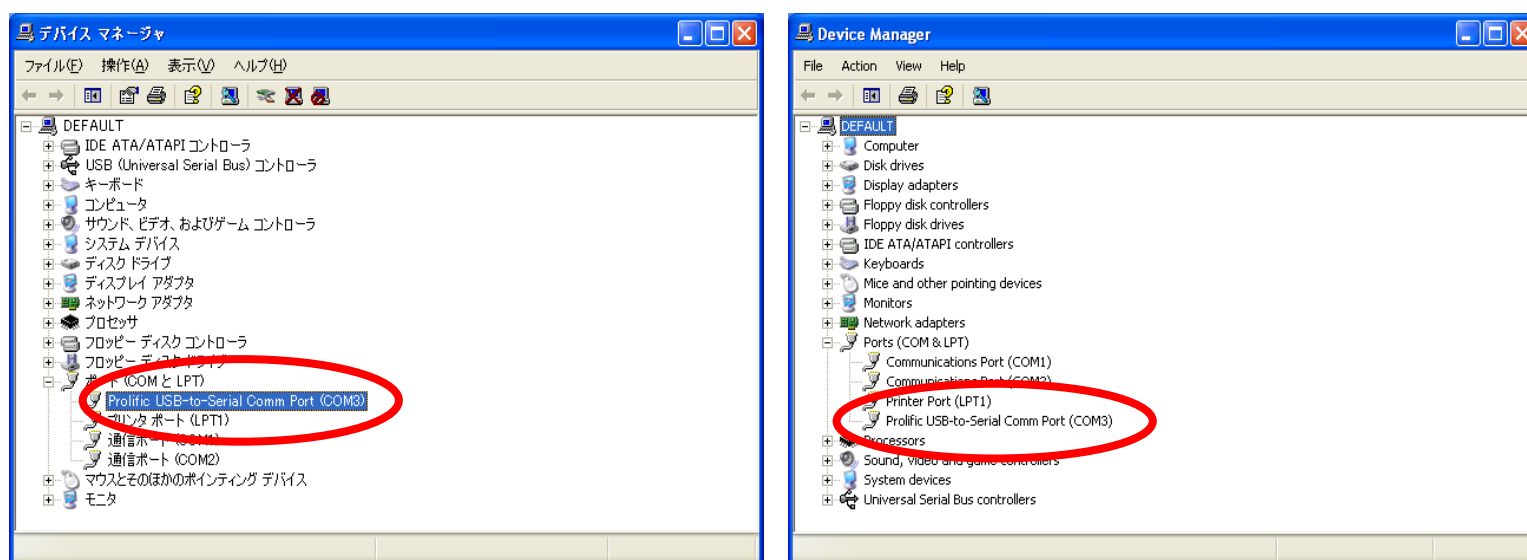 デバイス マネージャ
ファイル(F) 操作(A) 表示(V) ヘルプ(H)
DEFAULT
IDE ATA/ATAPI コントローラ
USB (Universal Serial Bus) コントローラ
キーボード
コンピュータ
サウンド、ビデオ、およびゲーム コントローラ
システム デバイス
ディスク ドライブ
ディスプレイ アダプタ
ネットワーク アダプタ
プロセッサ
フロッピー ディスク コントローラ
フロッピー ディスク ドライブ
ポート (COM と LPT)
Prolific USB-to-Serial Comm Port (COM3)
プリンタ ポート (LPT1)
通信ポート (COM1)
通信ポート (COM2)
マウスとそのほかのポインティング デバイス
モニタ
Device Manager
File Action View Help
DEFAULT
Computer
Disk drives
Display adapters
Floppy disk controllers
Floppy disk drives
IDE ATA/ATAPI controllers
Keyboards
Mice and other pointing devices
Monitors
Network adapters
Ports (COM & LPT)
Communications Port (COM1)
Communications Port (COM2)
Printer Port (LPT1)
Prolific USB-to-Serial Comm Port (COM3)
Processors
Sound, video and game controllers
System devices
Universal Serial Bus controllers